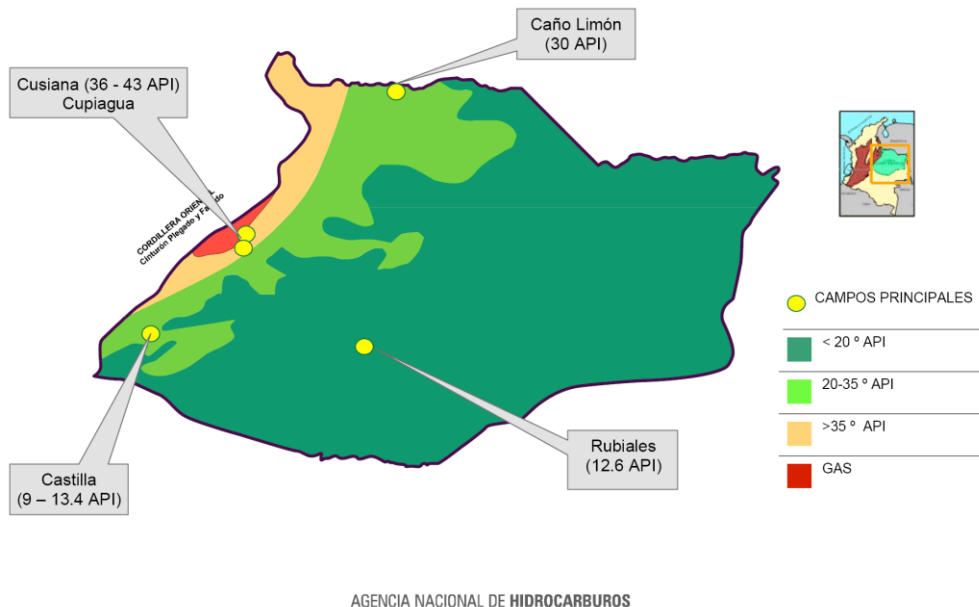 Caño Limón
(30 API)
Cusiana (36 - 43 API)
Cupiagua
CORDILLERA ORIENTAL
Cinturón Plegado y Fallado
CAMPOS PRINCIPALES
< 20 º API
20-35 º API
>35 º API
GAS
Rubiales
(12.6 API)
Castilla
(9 – 13.4 API)
AGENCIA NACIONAL DE HIDROCARBUROS